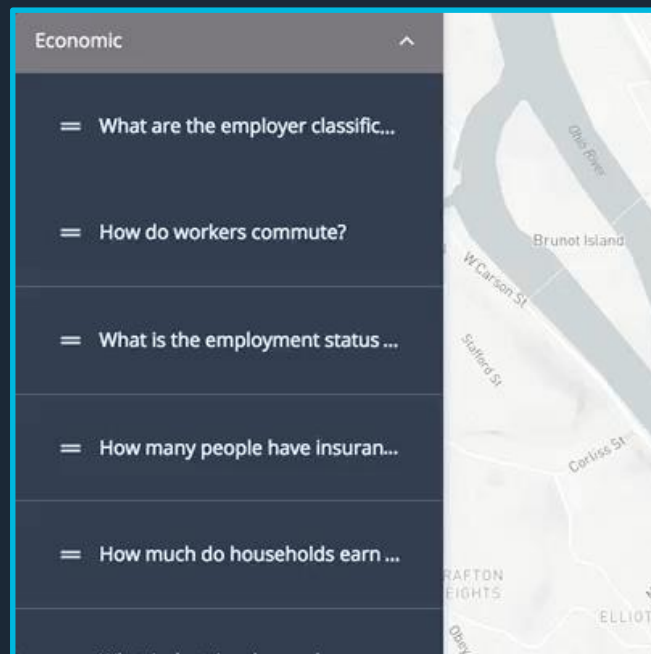 Economic
What are the employer classific...
How do workers commute?
What is the employment status ...
How many people have insuran...
How much do households earn ...
Ohio River
Brunot Island
W Carson St
Stafford St
Corliss St
RAFTON
EIGHTS
ELLIOT
Obey